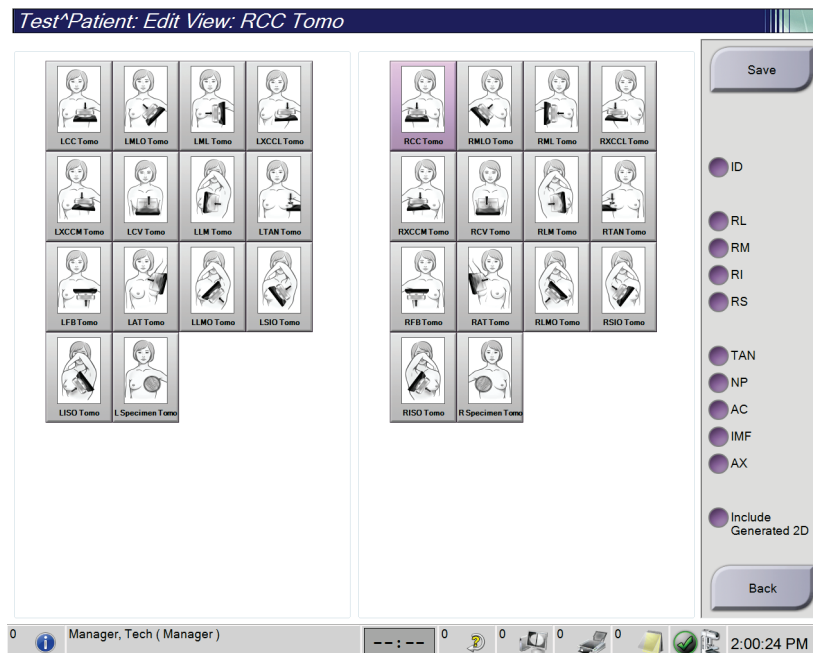 Test^Patient: Edit View: RCC Tomo
LCC Tomo LMLO Tomo LML Tomo LXCCL Tomo
LXCCM Tomo LCV Tomo LLM Tomo LTAN Tomo
LFB Tomo LAT Tomo LLMO Tomo LSIO Tomo
LISO Tomo L Specimen Tomo
RCC Tomo RMLO Tomo RML Tomo RXCCL Tomo
RXCCM Tomo RCV Tomo RLM Tomo RTAN Tomo
RFB Tomo RAT Tomo RLMO Tomo RSIO Tomo
RISO Tomo R Specimen Tomo
Save
ID
RL
RM
RI
RS
TAN
NP
AC
IMF
AX
Include
Generated 2D
Back
0 Manager, Tech ( Manager ) --:-- 0 0 0 0 2:00:24 PM